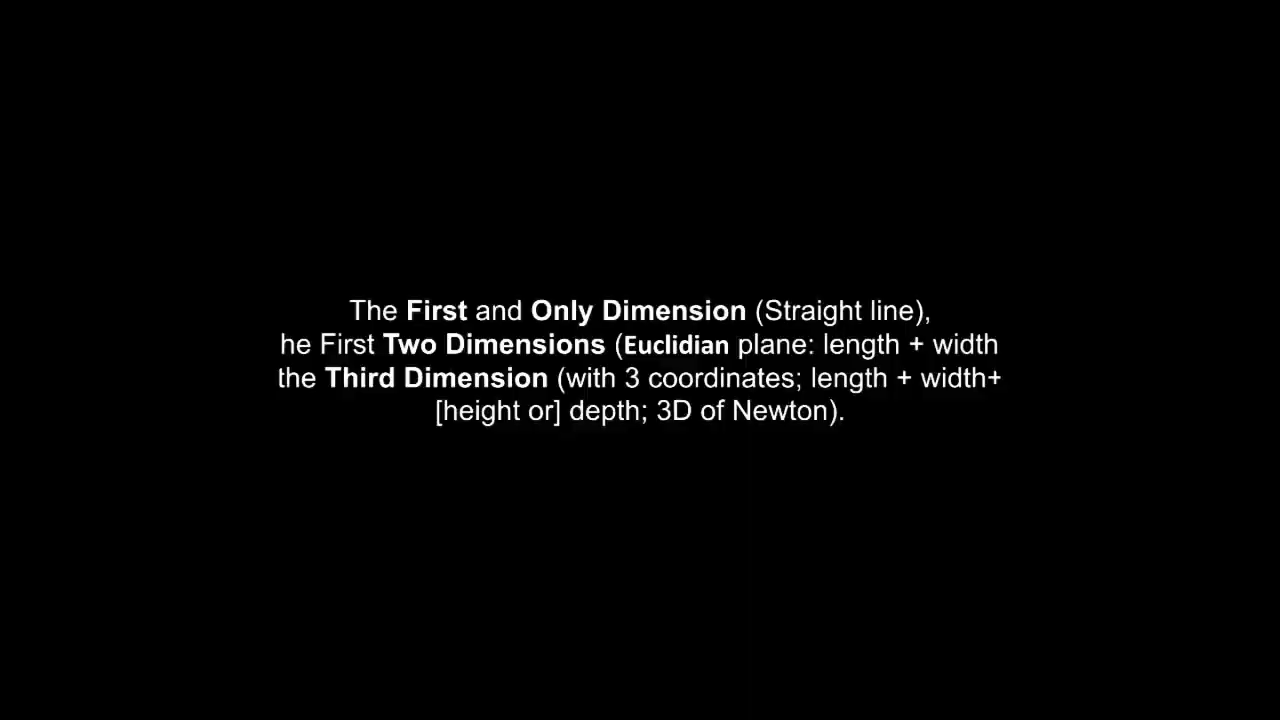 The First and Only Dimension (Straight line),
he First Two Dimensions (Euclidian plane: length + width
the Third Dimension (with 3 coordinates; length + width+
[height or] depth; 3D of Newton).